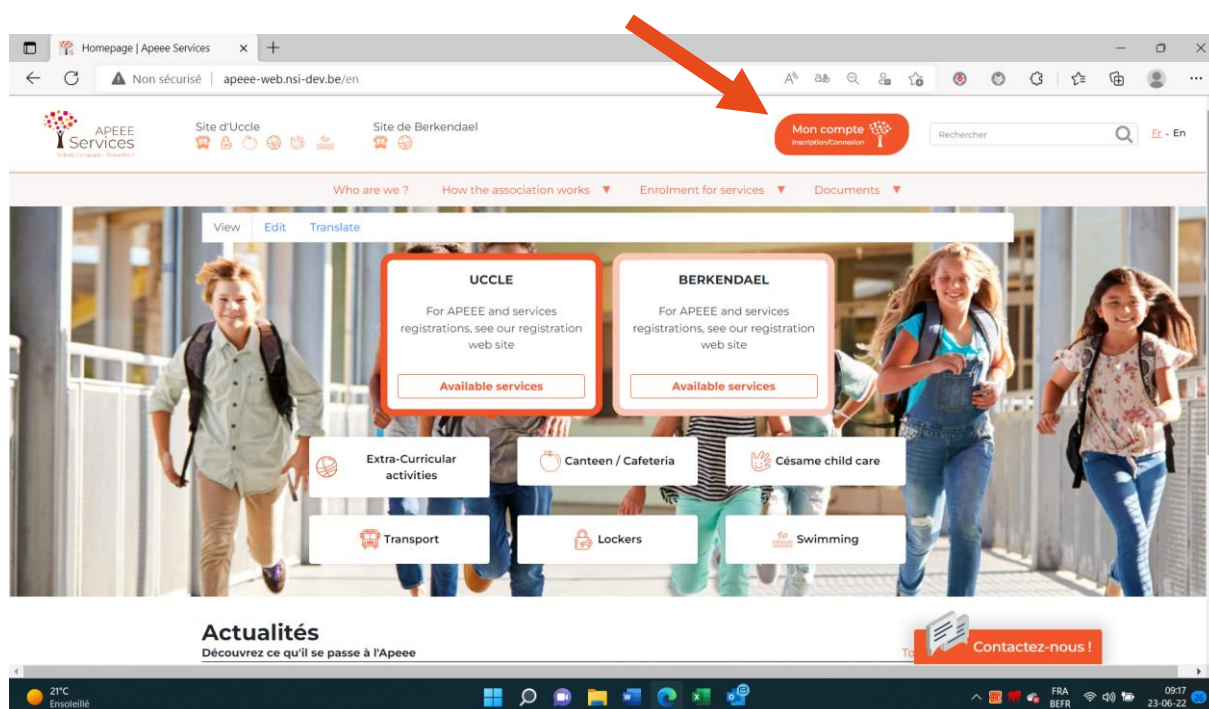 Homepage | Apeee Services
Non sécurisé | apeee-web.nsi-dev.be/en
APEEE
Services
Site d'Uccle
Site de Berkendael
Mon compte
Inscription/Connexion
Rechercher
Fr - En
Who are we ?
How the association works ▼
Enrolment for services ▼
Documents ▼
View
Edit
Translate
UCCLE
For APEEE and services
registrations, see our registration
web site
Available services
BERKENDAEL
For APEEE and services
registrations, see our registration
web site
Available services
Extra-Curricular
activities
Canteen / Cafeteria
Césame child care
Transport
Lockers
Swimming
Actualités
Découvrez ce qu'il se passe à l'Apeee
To
Contactez-nous !
21°C
Ensoleillé
FRA
BEFR
09:17
23-06-22